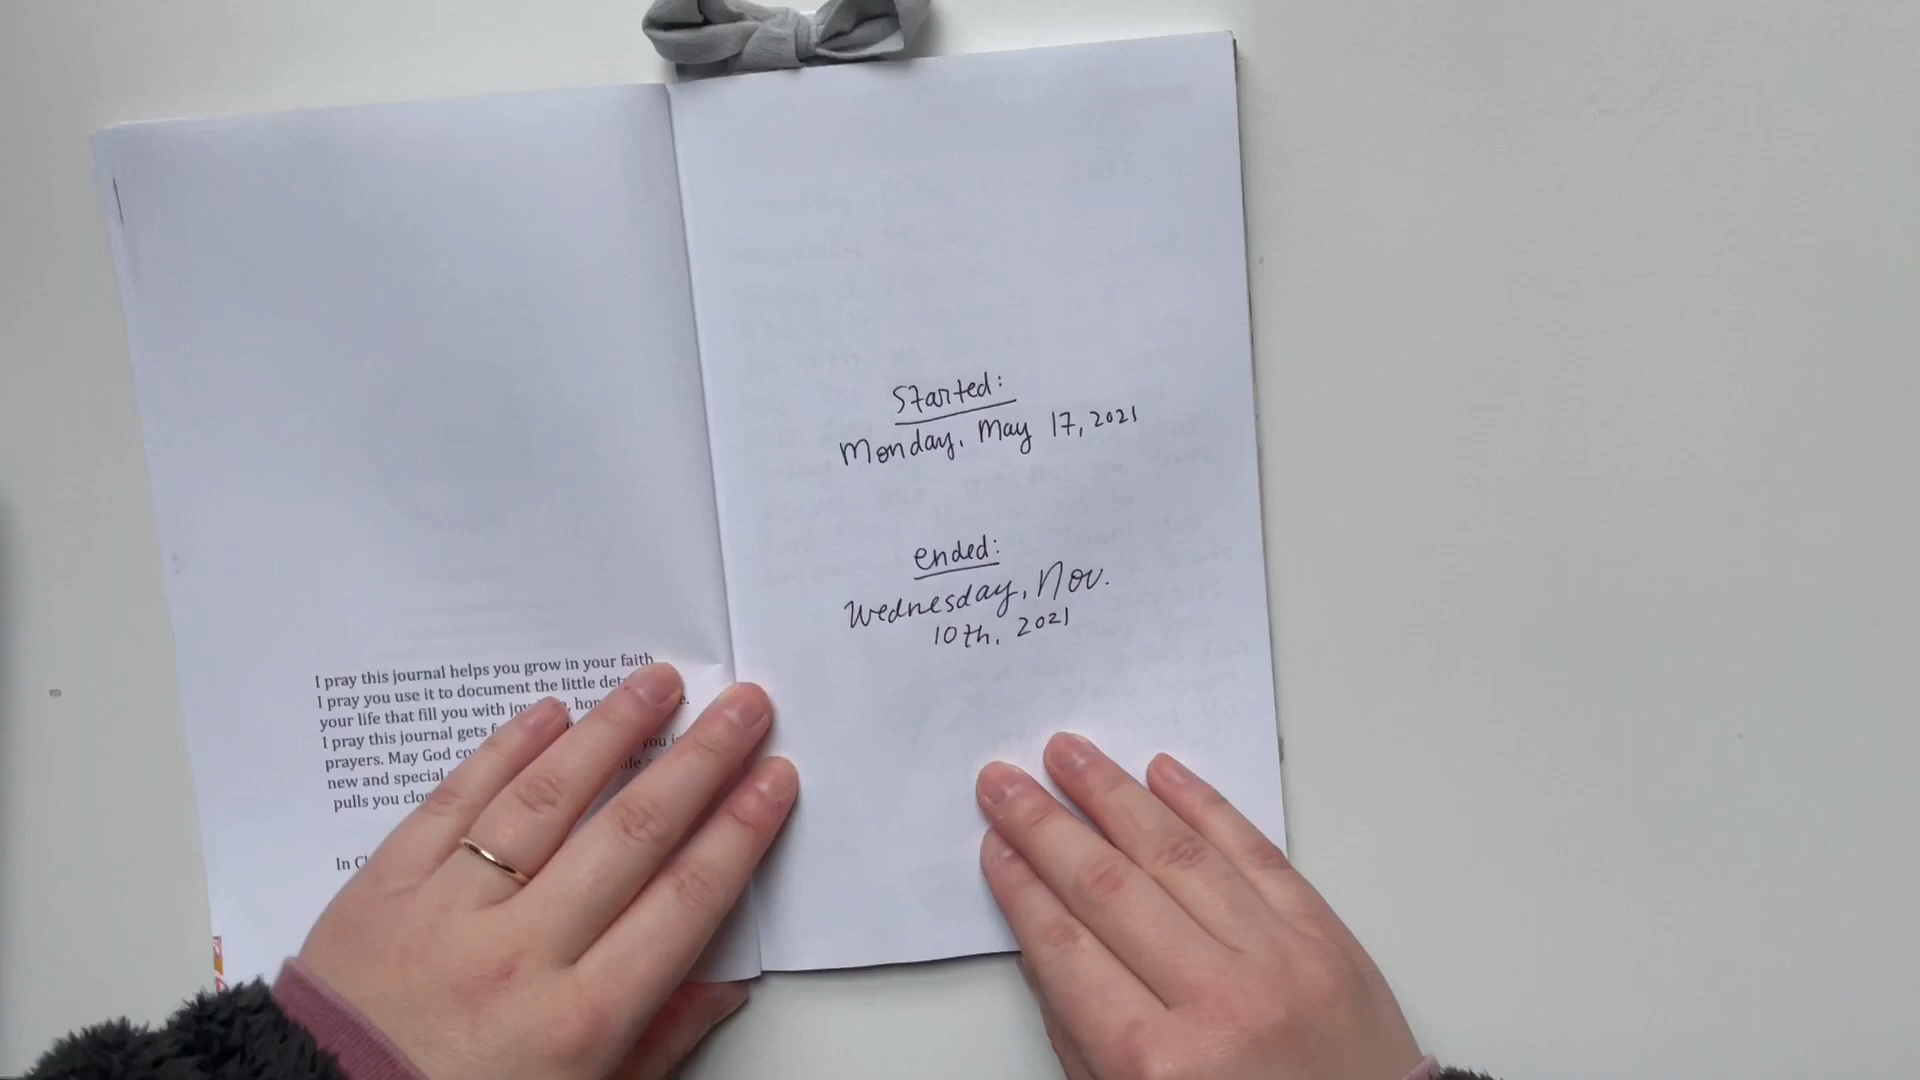 I pray this journal helps you grow in your faith
I pray you use it to document the little
your life that fill you with
I pray this journal gets
prayers. May God you
new and special
pulls you
In
Started:
Monday, May 17, 2021
ended:
Wednesday, Nov.
10th, 2021